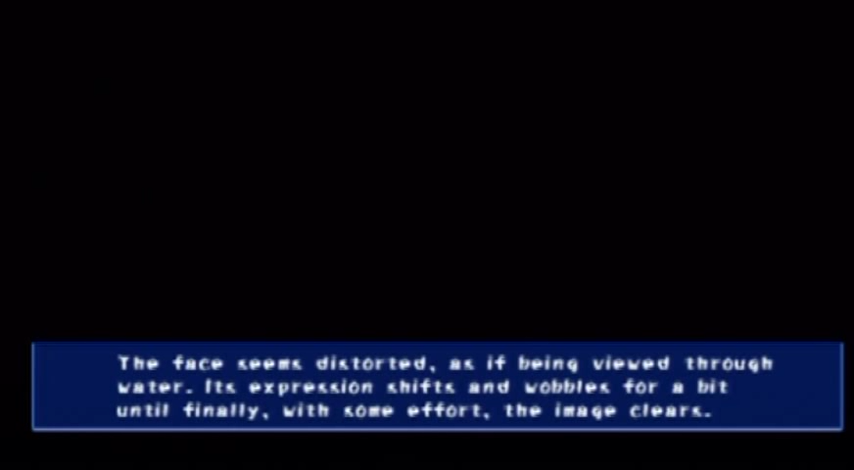 The face seems distorted, as if being viewed through
water. Its expression shifts and wobbles for a bit
until finally, with some effort, the image clears.